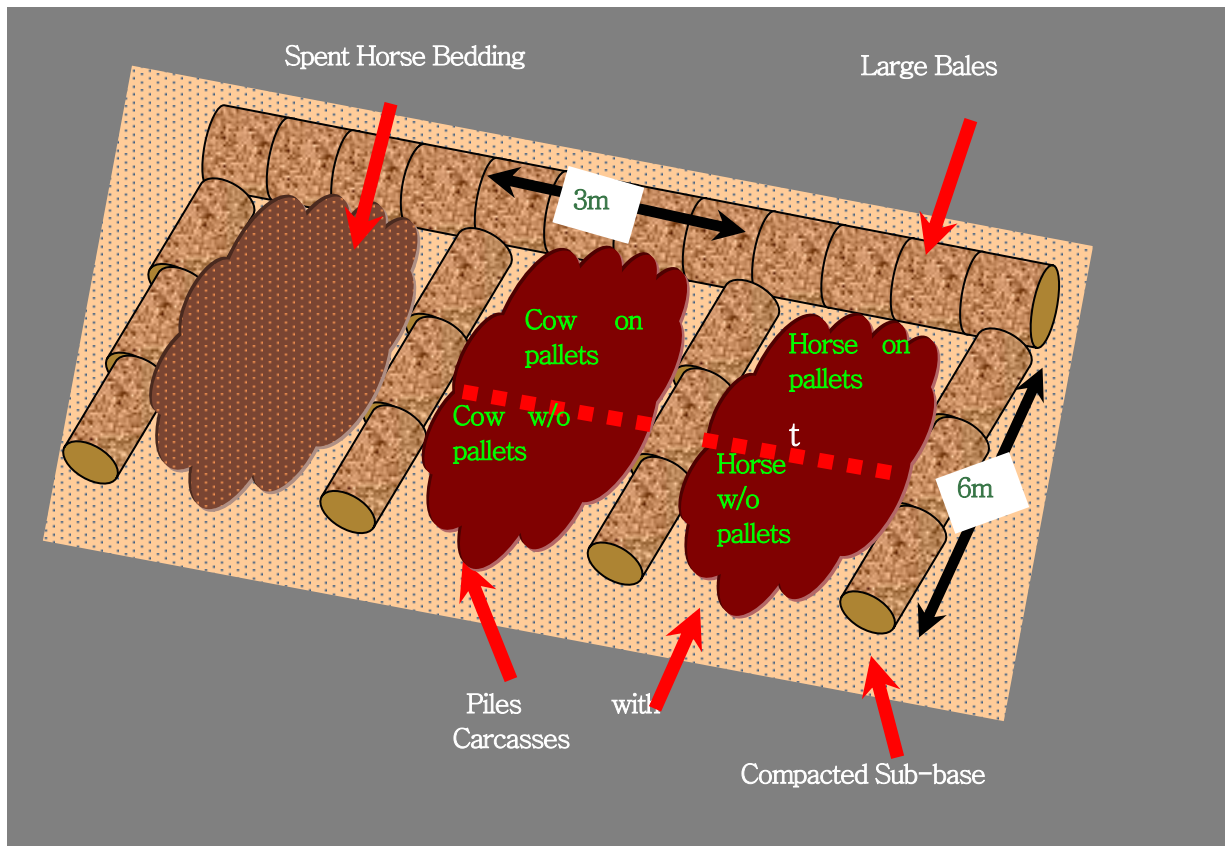 Spent Horse Bedding
Large Bales
3m
Cow on
pallets
Horse on
pallets
Cow w/o
pallets
t
Horse
w/o
pallets
6m
Piles with
Carcasses
Compacted Sub-base